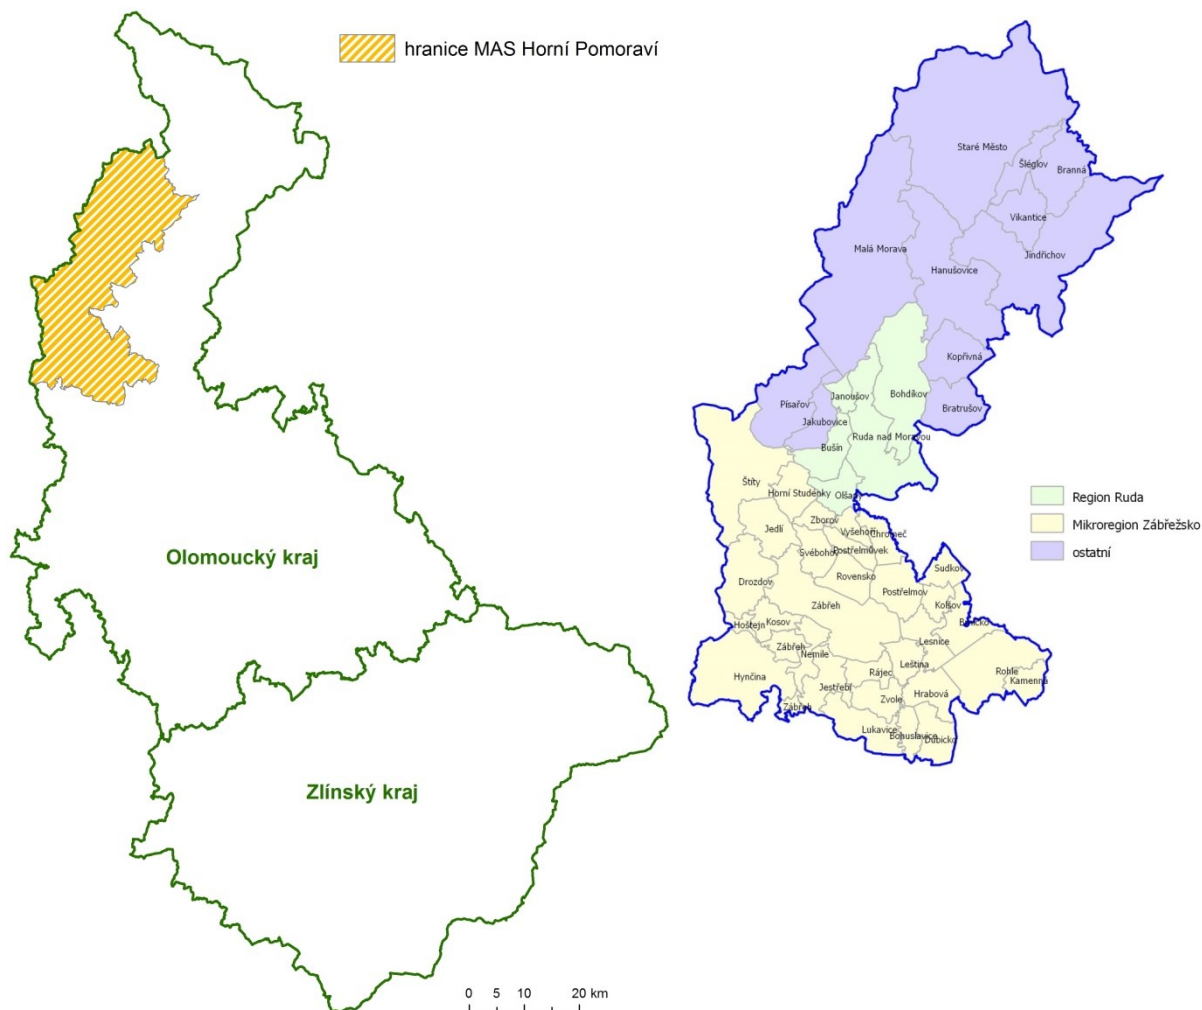 hranice MAS Horní Pomoraví
Staré Město
Šléglov
Branná
Vikantice
Malá Morava
Jindřichov
Hanušovice
Kopřivná
Bohdíkov
Janoušov
Písařov
Bratrušov
Jakubovice
Ruda nad Moravou
Bušín
Štíty
Horní Studénky
Olšany
Region Ruda
Mikroregion Zábřežsko
ostatní
Zborov
Jedlí
Vyšehoří
Chromeč
Svébohov
Postřelmůvek
Olomoucký kraj
Sudkov
Drozdov
Rovensko
Postřelmov
Zábřeh
Kolšov
Hoštejn
Kosov
Brníčko
Lesnice
Zábřeh
Nemile
Leština
Rohle
Hynčina
Rájec
Kamenná
Jestřebí
Hrabová
Zvole
Zábřeh
Lukavice
Bohuslavice
Dubicko
Zlínský kraj
0 5 10 20 km